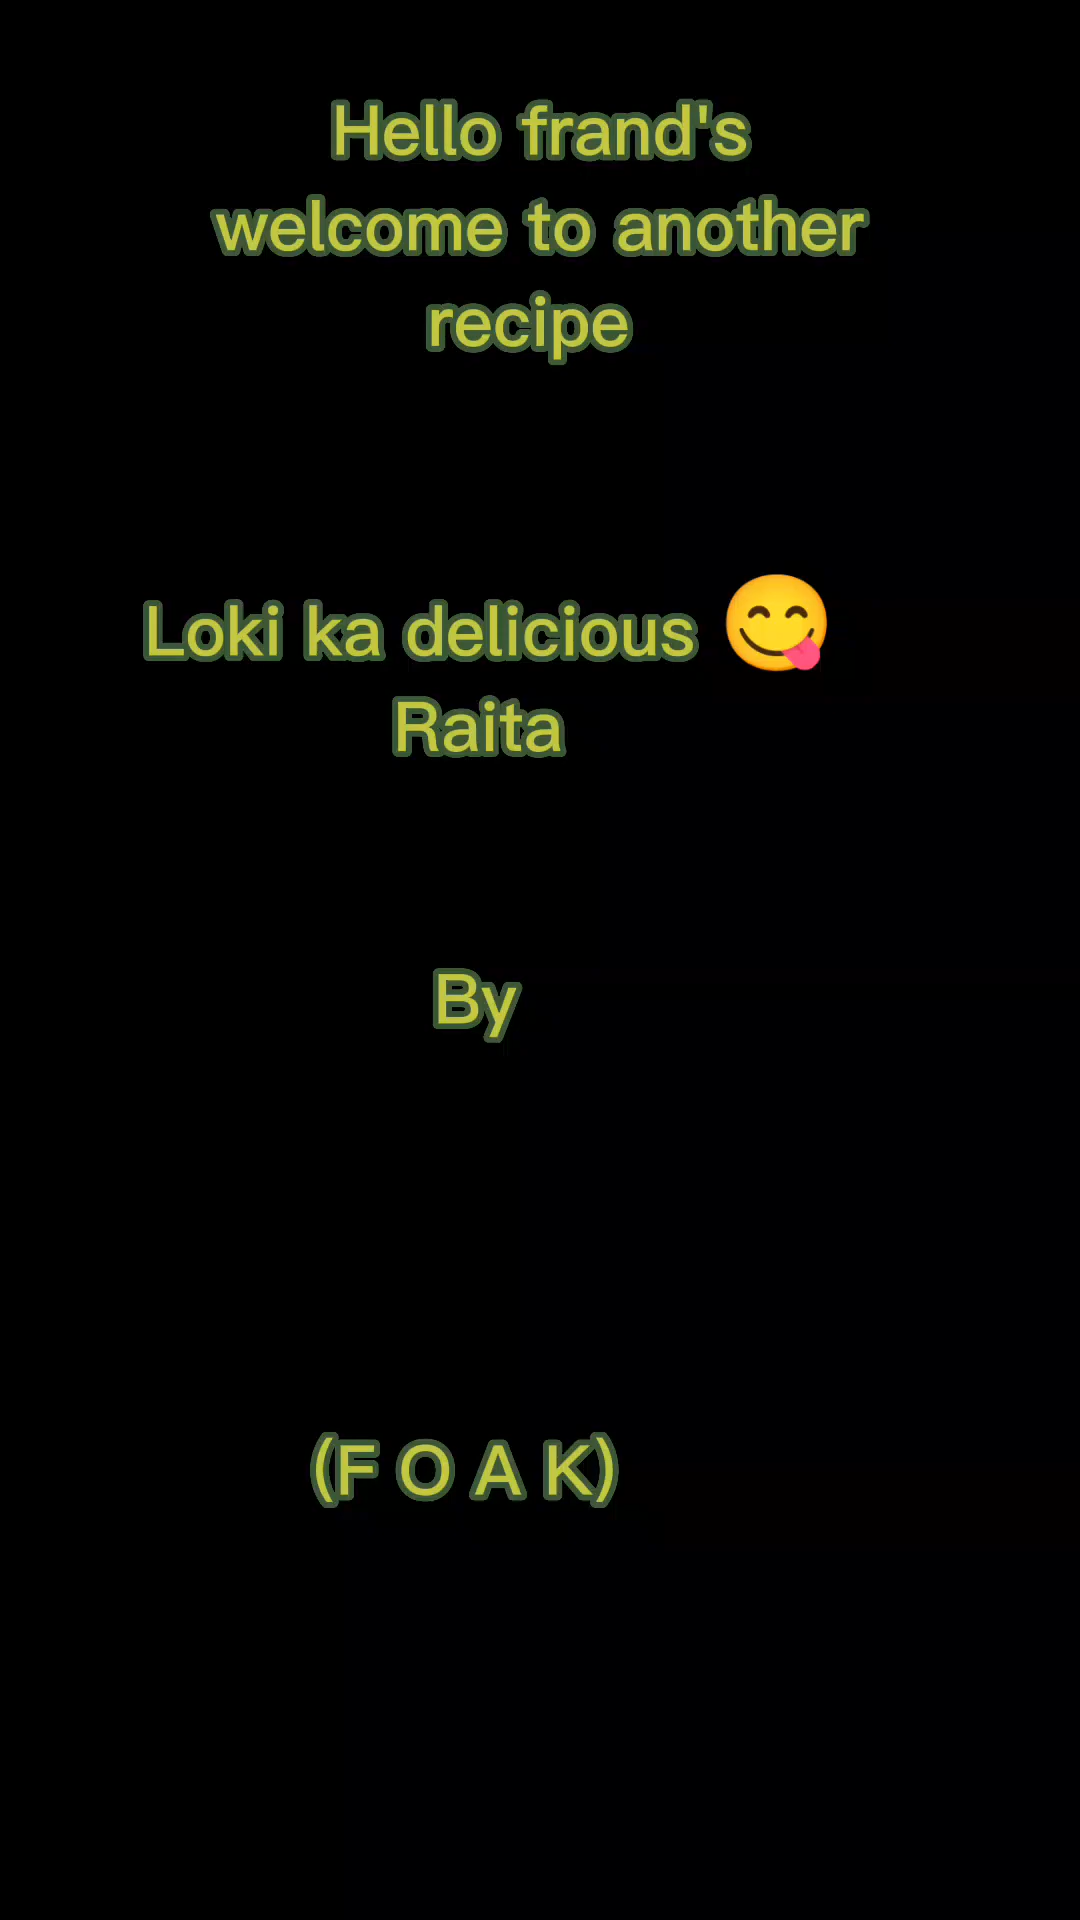 Hello frand's
welcome to another
recipe
Loki ka delicious 😋
Raita
By
(F O A K)